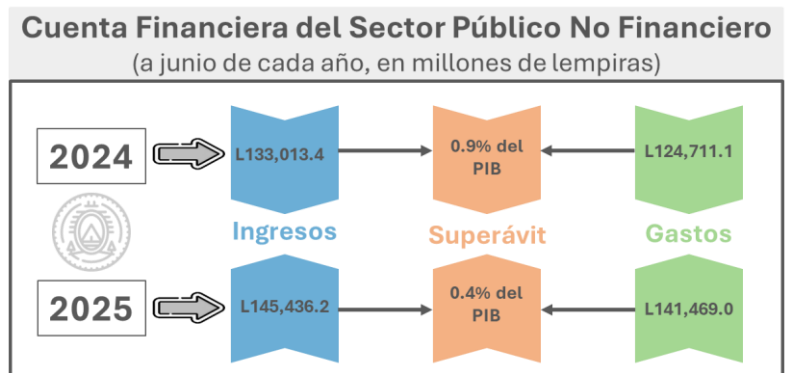 Cuenta Financiera del Sector Público No Financiero
(a junio de cada año, en millones de lempiras)
2024
L133,013.4
0.9% del
PIB
L124,711.1
Ingresos
Superávit
Gastos
2025
L145,436.2
0.4% del
PIB
L141,469.0